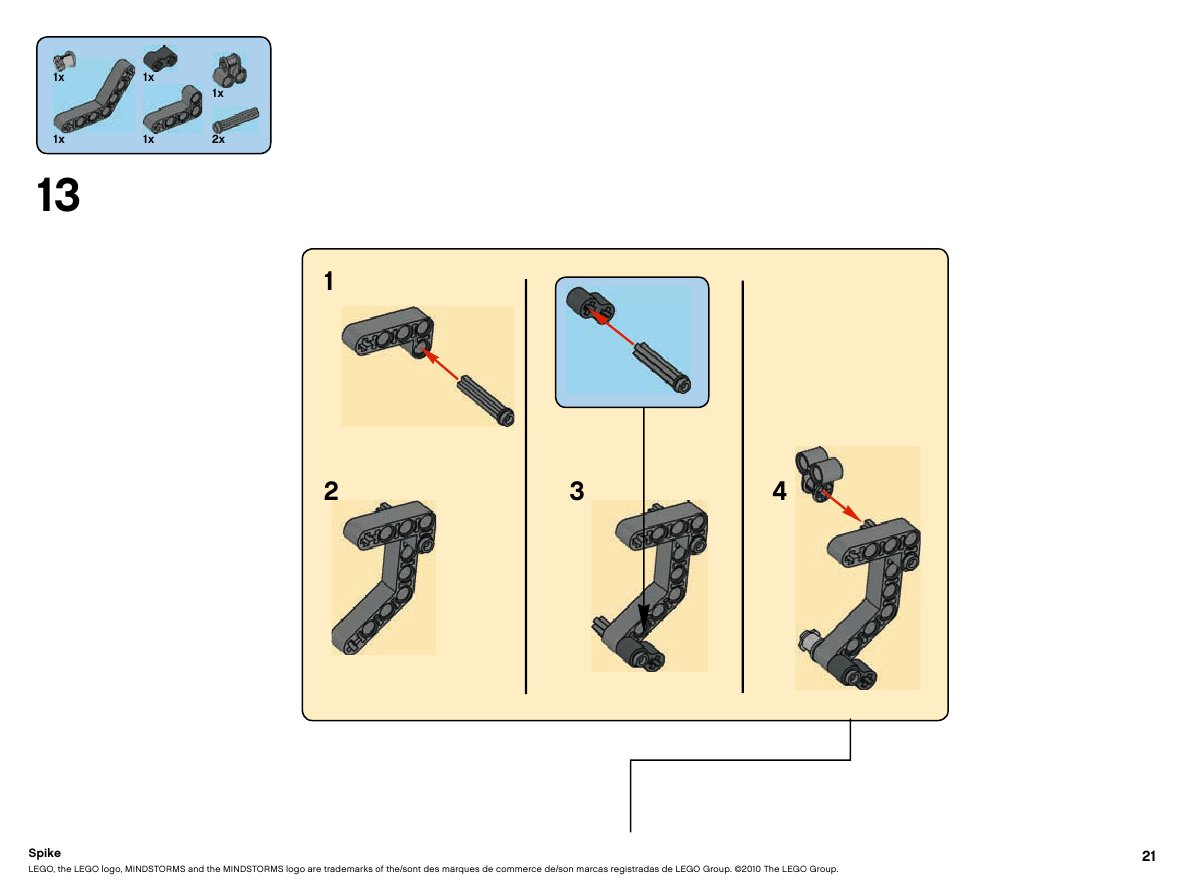 1x
1x
1x
1x
1x
2x
13
1
2
3
4
Spike
LEGO, the LEGO logo, MINDSTORMS and the MINDSTORMS logo are trademarks of the/sont des marques de commerce de/son marcas registradas de LEGO Group. ©2010 The LEGO Group.
21